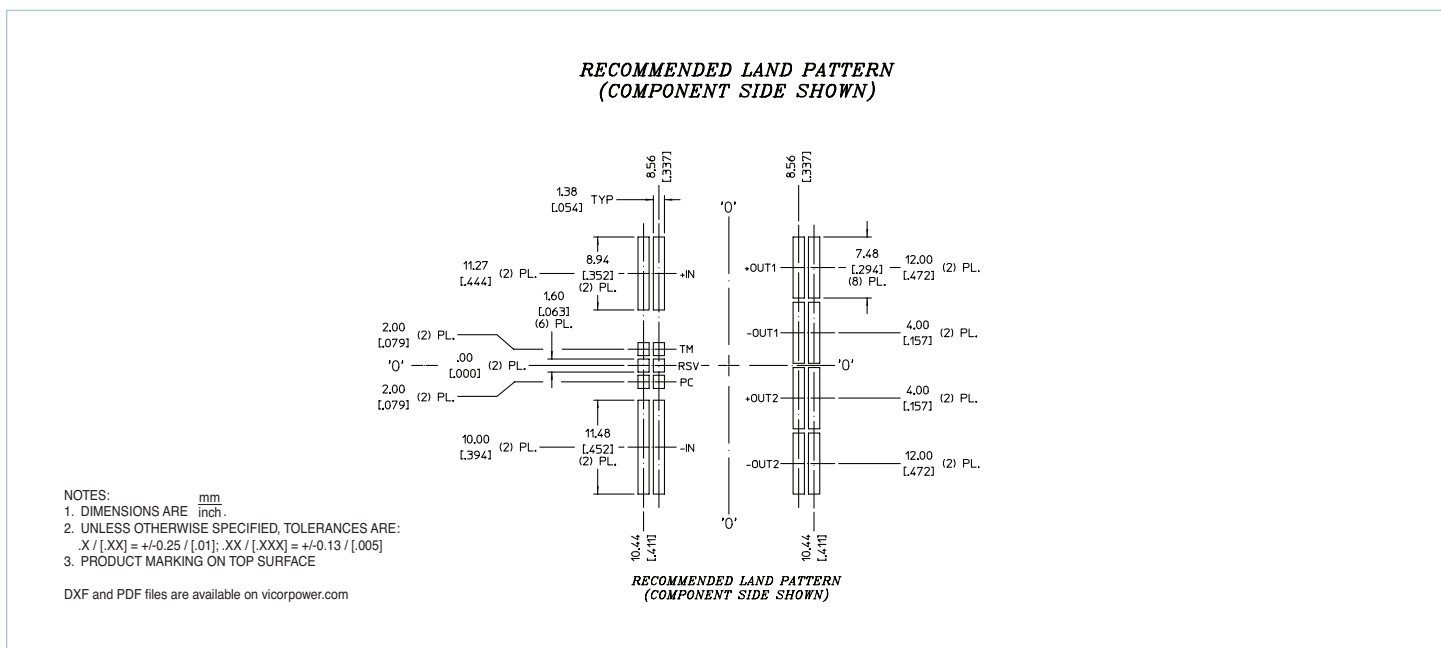 RECOMMENDED LAND PATTERN
(COMPONENT SIDE SHOWN)
8.56
[.337]
8.56
[.337]
1.38
[.054]
TYP
'0'
11.27
[.444]
(2) PL.
8.94
[.352]
(2) PL.
+IN
+OUT1
7.48
[.294]
(8) PL.
12.00
[.472]
(2) PL.
1.60
[.063]
(6) PL.
2.00
[.079]
(2) PL.
TM
-OUT1
4.00
[.157]
(2) PL.
'0'
.00
[.000]
(2) PL.
RSV
'0'
2.00
[.079]
(2) PL.
PC
+OUT2
4.00
[.157]
(2) PL.
10.00
[.394]
(2) PL.
11.48
[.452]
(2) PL.
-IN
-OUT2
12.00
[.472]
(2) PL.
'0'
10.44
[.411]
10.44
[.411]
RECOMMENDED LAND PATTERN
(COMPONENT SIDE SHOWN)
NOTES:
1. DIMENSIONS ARE mm
inch.
2. UNLESS OTHERWISE SPECIFIED, TOLERANCES ARE:
.X / [.XX] = +/-0.25 / [.01]; .XX / [.XXX] = +/-0.13 / [.005]
3. PRODUCT MARKING ON TOP SURFACE
DXF and PDF files are available on vicorpower.com